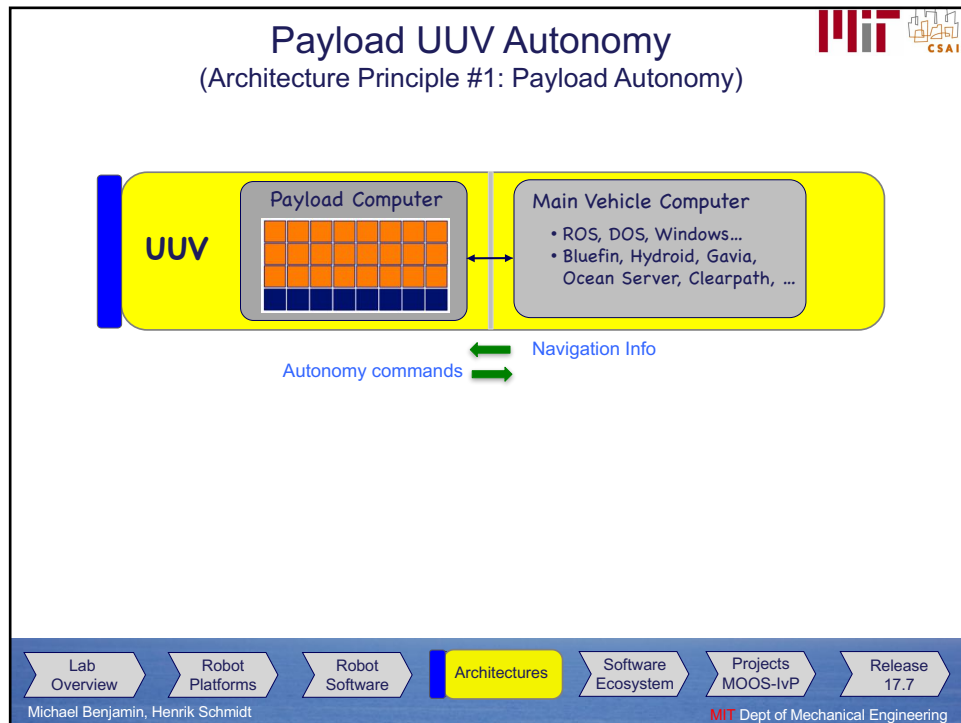 Payload UUV Autonomy
(Architecture Principle #1: Payload Autonomy)
MIT
CSAI
UUV
Payload Computer
Main Vehicle Computer
• ROS, DOS, Windows…
• Bluefin, Hydroid, Gavia,
Ocean Server, Clearpath, …
Navigation Info
Autonomy commands
Lab
Overview
Robot
Platforms
Robot
Software
Architectures
Software
Ecosystem
Projects
MOOS-IvP
Release
17.7
Michael Benjamin, Henrik Schmidt
MIT Dept of Mechanical Engineering